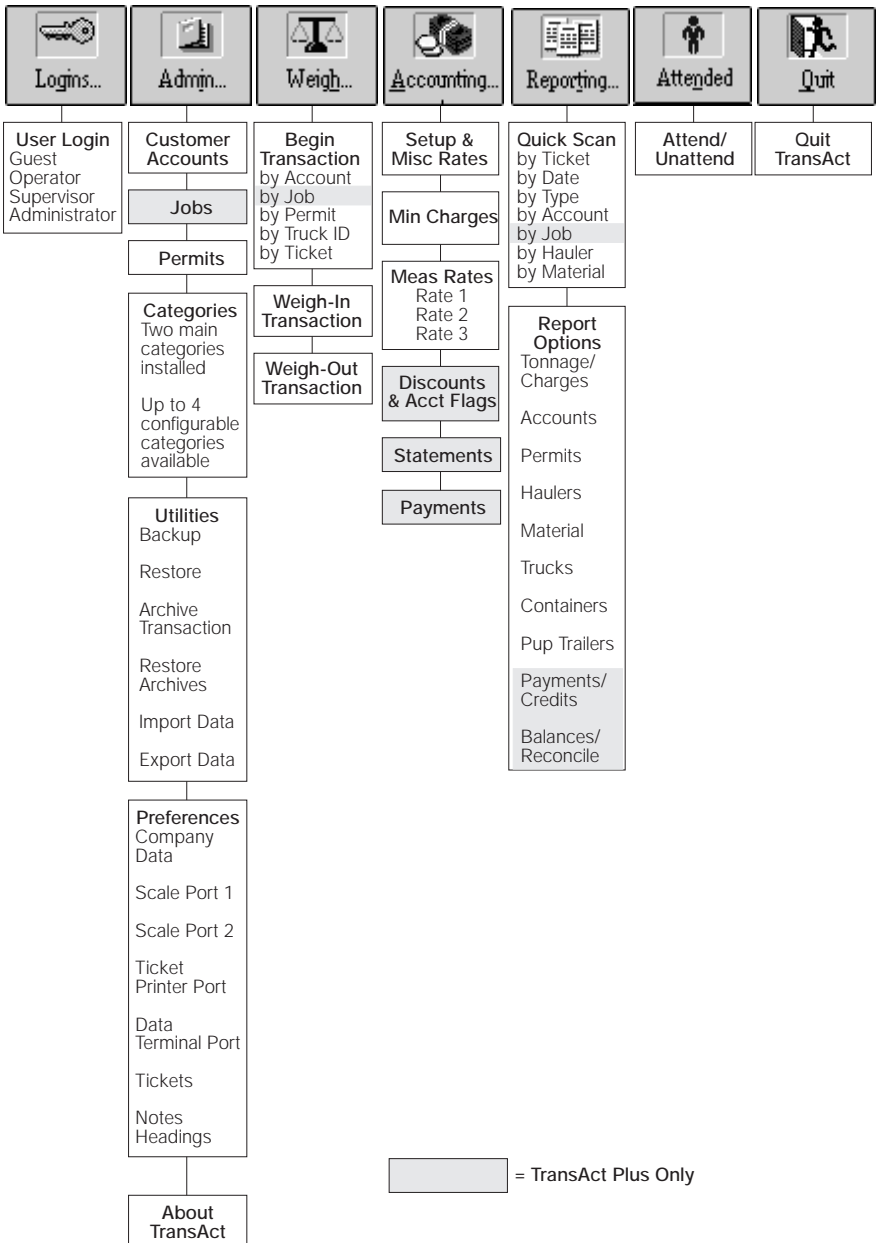 Logins...
Admin...
Weigh...
Accounting...
Reporting...
Attended
Quit
User Login
Guest
Operator
Supervisor
Administrator
Customer
Accounts
Jobs
Permits
Categories
Two main
categories
installed
Up to 4
configurable
categories
available
Utilities
Backup
Restore
Archive
Transaction
Restore
Archives
Import Data
Export Data
Preferences
Company
Data
Scale Port 1
Scale Port 2
Ticket
Printer Port
Data
Terminal Port
Tickets
Notes
Headings
About
TransAct
Begin
Transaction
by Account
by Job
by Permit
by Truck ID
by Ticket
Weigh-In
Transaction
Weigh-Out
Transaction
Setup &
Misc Rates
Min Charges
Meas Rates
Rate 1
Rate 2
Rate 3
Discounts
& Acct Flags
Statements
Payments
Quick Scan
by Ticket
by Date
by Type
by Account
by Job
by Hauler
by Material
Report
Options
Tonnage/
Charges
Accounts
Permits
Haulers
Material
Trucks
Containers
Pup Trailers
Payments/
Credits
Balances/
Reconcile
Attend/
Unattend
Quit
TransAct
= TransAct Plus Only